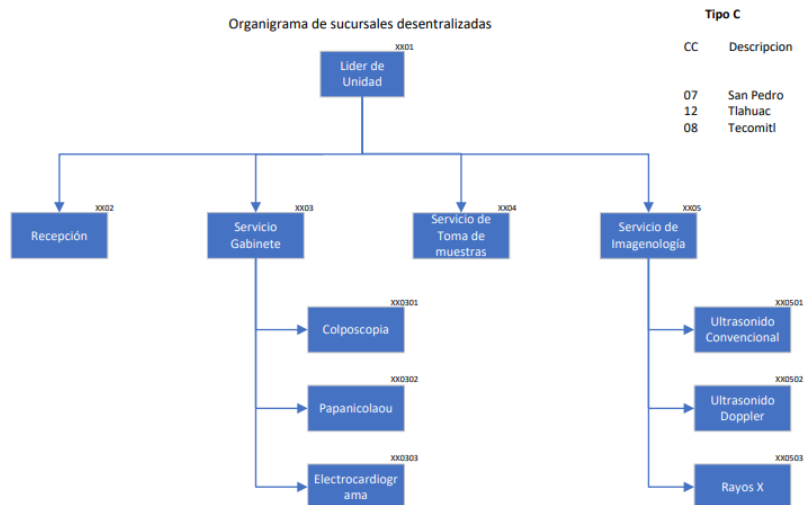 Organigrama de sucursales desentralizadas
Tipo C
CC Descripcion
07 San Pedro
12 Tlahuac
08 Tecomitl
XX01
Lider de
Unidad
XX02
Recepción
XX03
Servicio
Gabinete
XX04
Servicio de
Toma de
muestras
XX05
Servicio de
Imagenología
XX0301
Colposcopia
XX0302
Papanicolaou
XX0303
Electrocardiogr
ama
XX0501
Ultrasonido
Convencional
XX0502
Ultrasonido
Doppler
XX0503
Rayos X